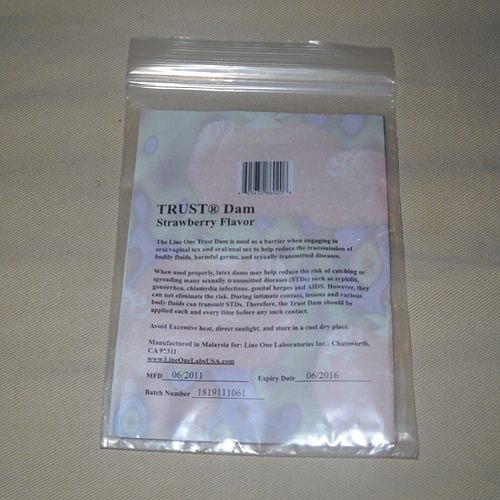 TRUST® Dam
Strawberry Flavor
The Line One Trust Dam is used as a barrier when engaging in
oral/vaginal sex and oral/anal sex to help reduce the transmission of
bodily fluids, harmful germs, and sexually transmitted diseases.
When used properly, latex dams may help reduce the risk of catching or
spreading many sexually transmitted diseases (STDs) such as syphilis,
gonorrhea, chlamydia infections, genital herpes and AIDS. However, they
can not eliminate the risk. During intimate contact, lesions and various
body fluids can transmit STDs. Therefore, the Trust Dam should be
applied each and every time before any such contact.
Avoid Excessive heat, direct sunlight, and store in a cool dry place.
Manufactured in Malaysia for: Line One Laboratories Inc.: Chatsworth,
CA 92311
www.LineOneLabsUSA.com
MFD 06/2011 Expiry Date 06/2016
Batch Number 1819111061